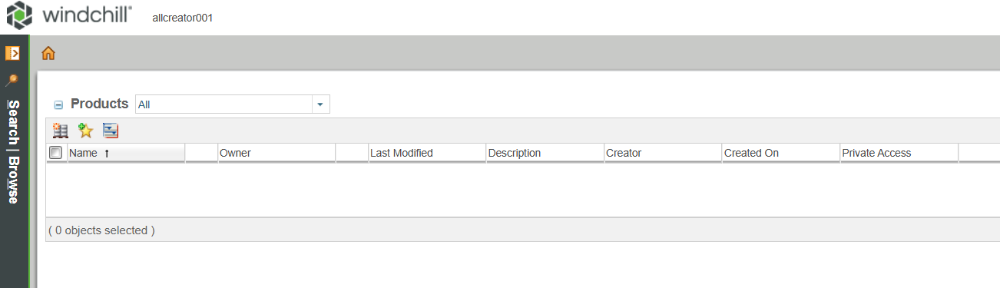 windchill® allcreator001
Search | Browse
Products All
Name ↑ Owner Last Modified Description Creator Created On Private Access
( 0 objects selected )